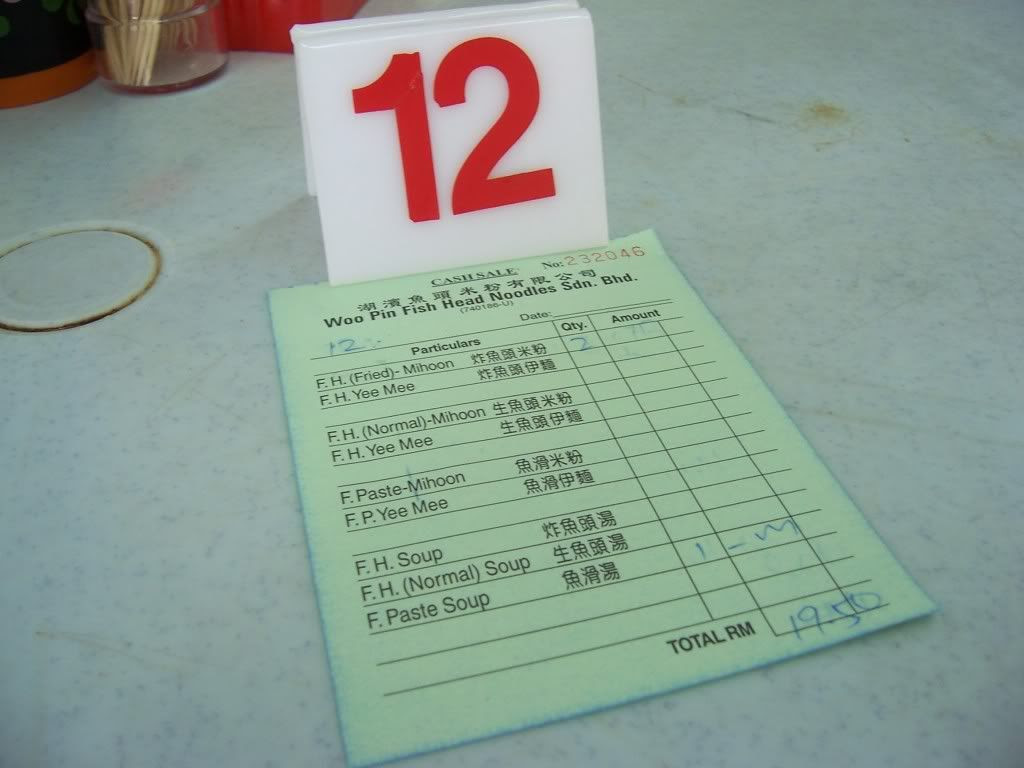 12
CASH SALE No: 232046
湖濱魚頭米粉有限公司
Woo Pin Fish Head Noodles Sdn. Bhd.
(740186-U)
12 Date:
Particulars Qty. Amount
F.H.(Fried)- Mihoon 炸魚頭米粉 2
F.H.Yee Mee 炸魚頭伊麵
F.H.(Normal)-Mihoon 生魚頭米粉
F.H.Yee Mee 生魚頭伊麵
F.Paste-Mihoon 魚滑米粉
F.P.Yee Mee 魚滑伊麵
F.H. Soup 炸魚頭湯
F.H. (Normal) Soup 生魚頭湯
F. Paste Soup 魚滑湯
TOTAL RM 19.50